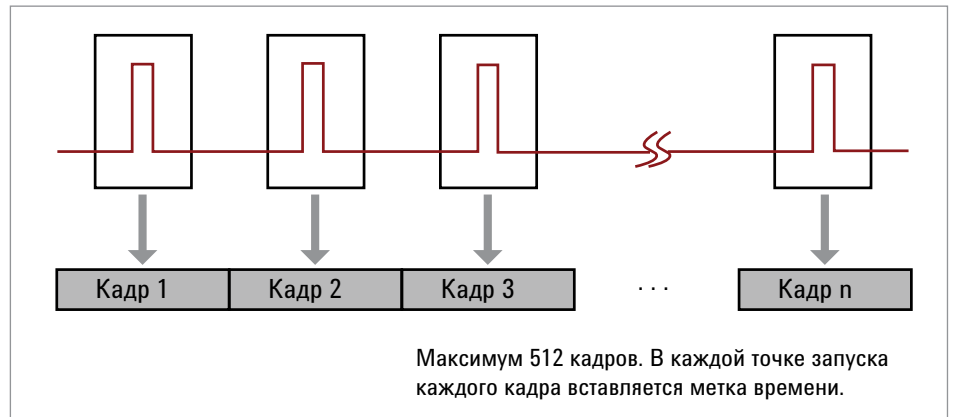 Кадр 1 Кадр 2 Кадр 3 . . . Кадр n
Максимум 512 кадров. В каждой точке запуска
каждого кадра вставляется метка времени.